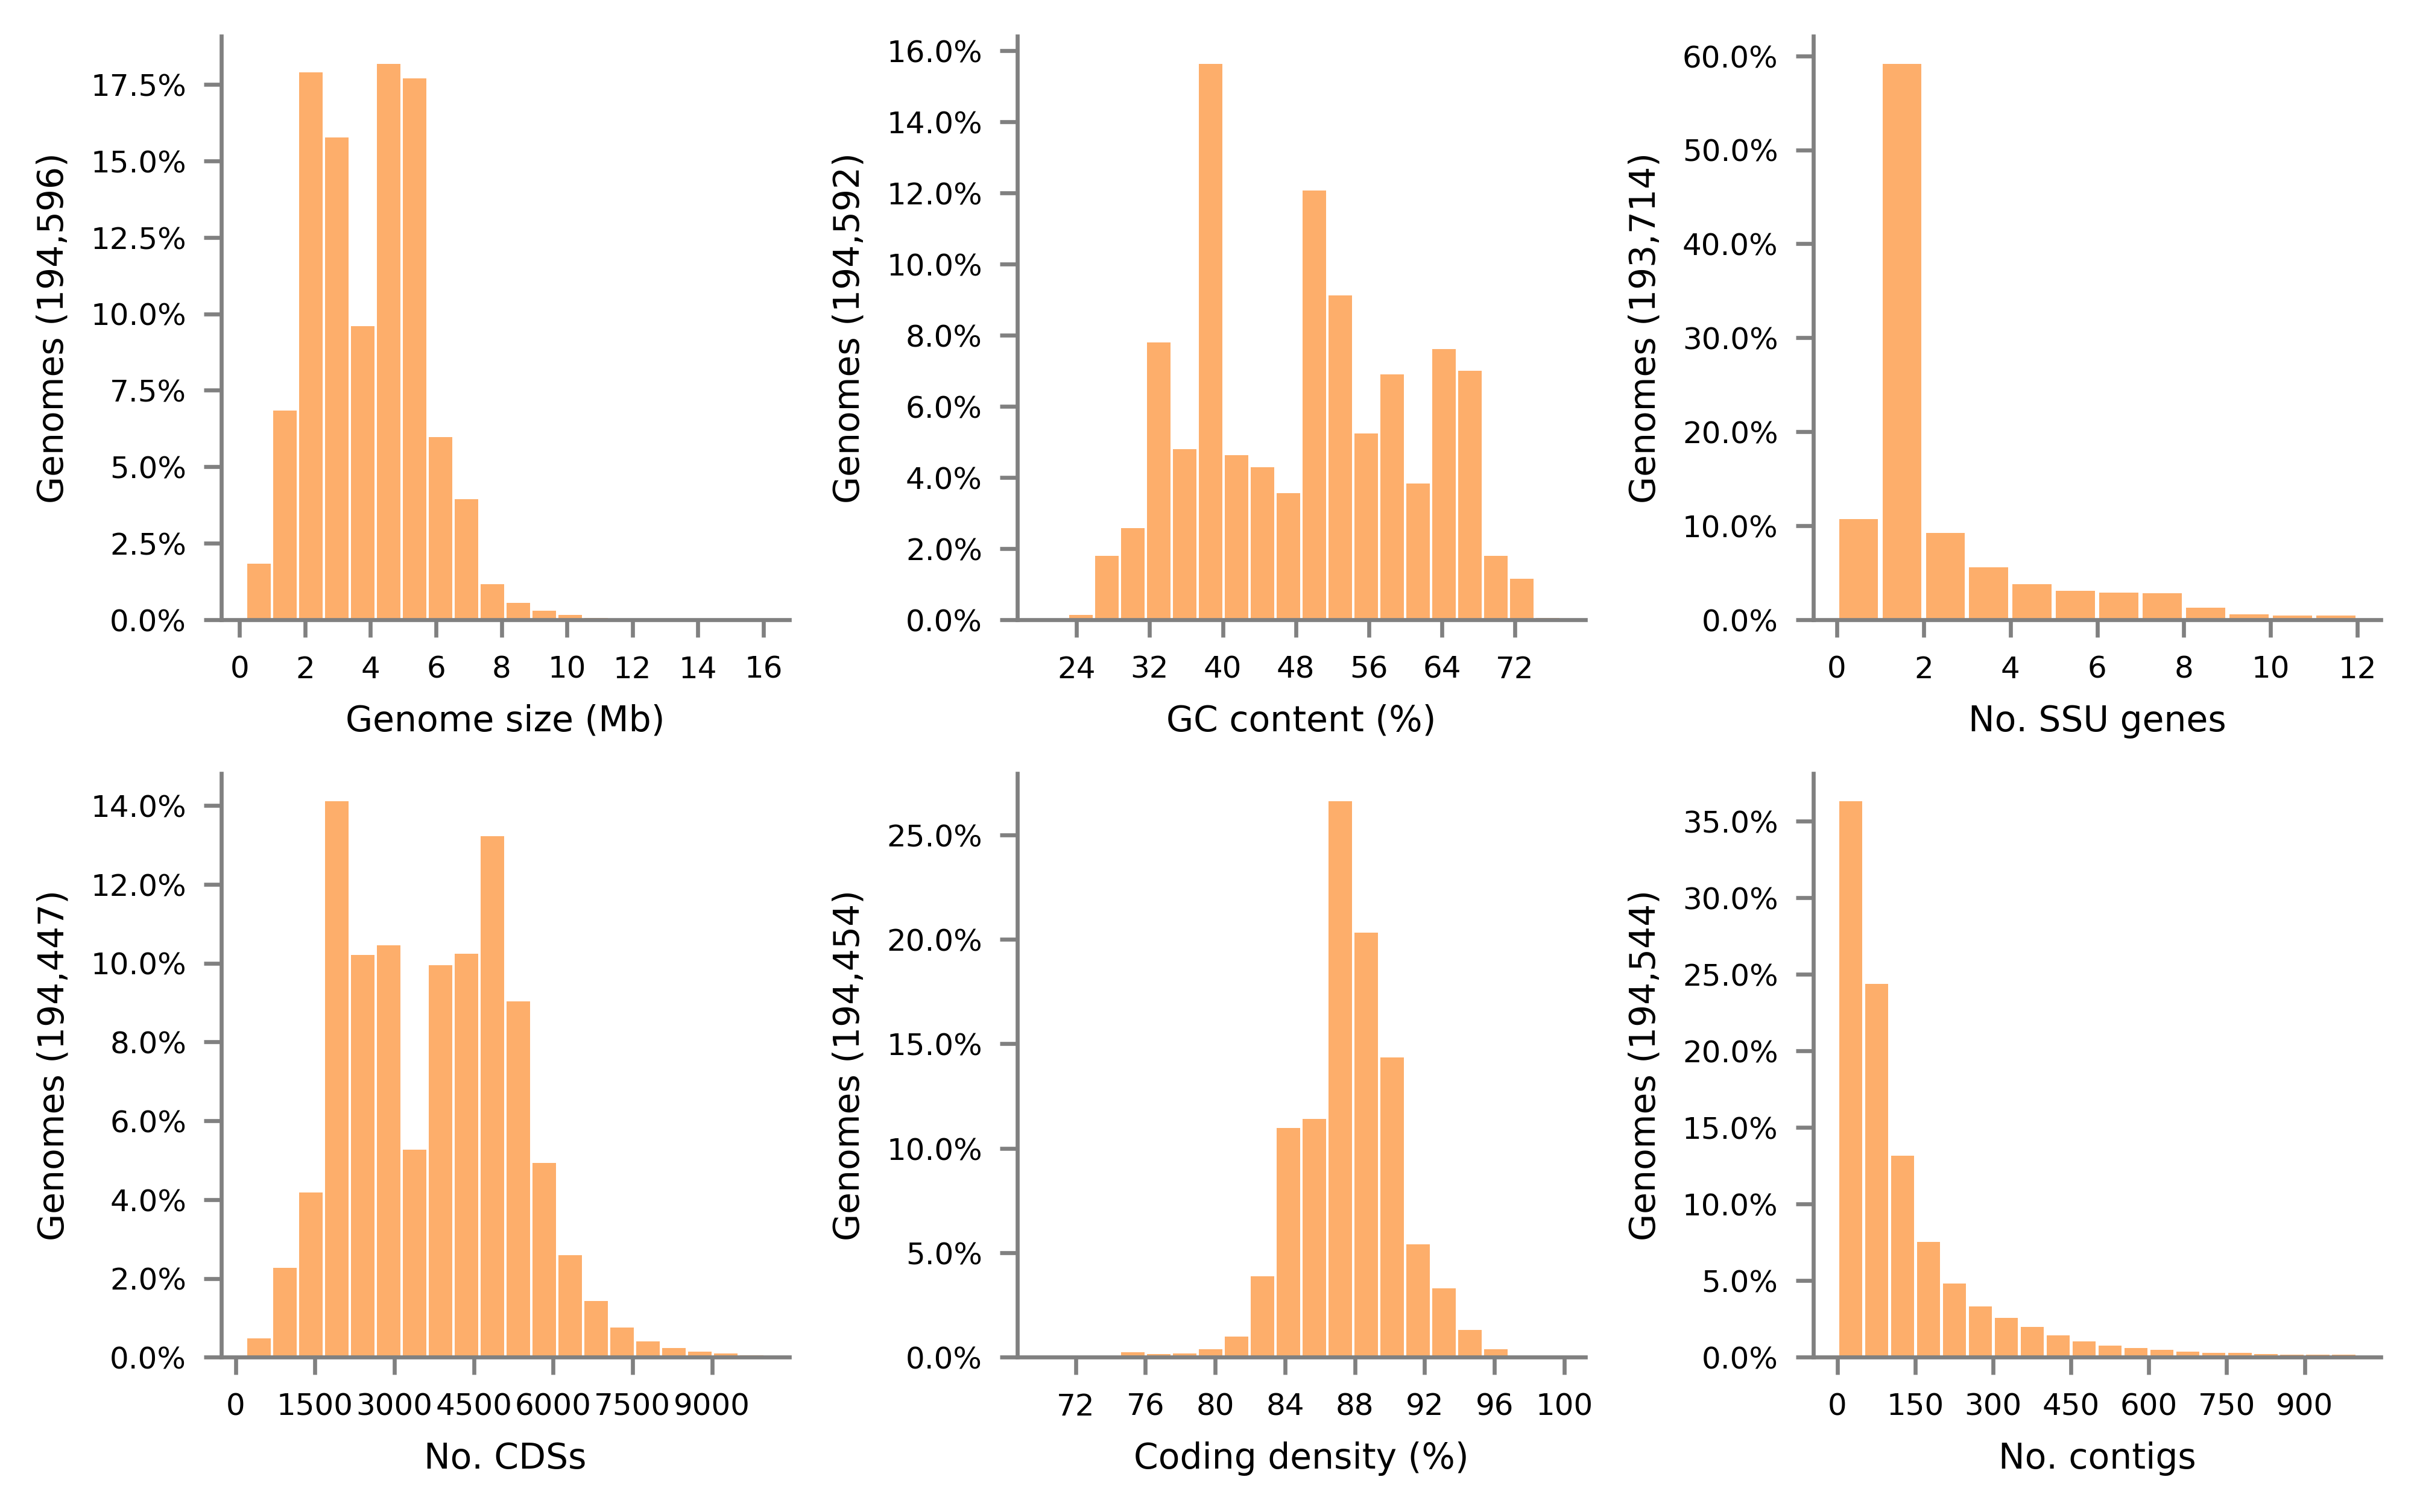 17.5%
15.0%
12.5%
10.0%
7.5%
5.0%
2.5%
0.0%
Genomes (194,596)
0 2 4 6 8 10 12 14 16
Genome size (Mb)
16.0%
14.0%
12.0%
10.0%
8.0%
6.0%
4.0%
2.0%
0.0%
Genomes (194,592)
24 32 40 48 56 64 72
GC content (%)
60.0%
50.0%
40.0%
30.0%
20.0%
10.0%
0.0%
Genomes (193,714)
0 2 4 6 8 10 12
No. SSU genes
14.0%
12.0%
10.0%
8.0%
6.0%
4.0%
2.0%
0.0%
Genomes (194,447)
0 1500 3000 4500 6000 7500 9000
No. CDSs
25.0%
20.0%
15.0%
10.0%
5.0%
0.0%
Genomes (194,454)
72 76 80 84 88 92 96 100
Coding density (%)
35.0%
30.0%
25.0%
20.0%
15.0%
10.0%
5.0%
0.0%
Genomes (194,544)
0 150 300 450 600 750 900
No. contigs